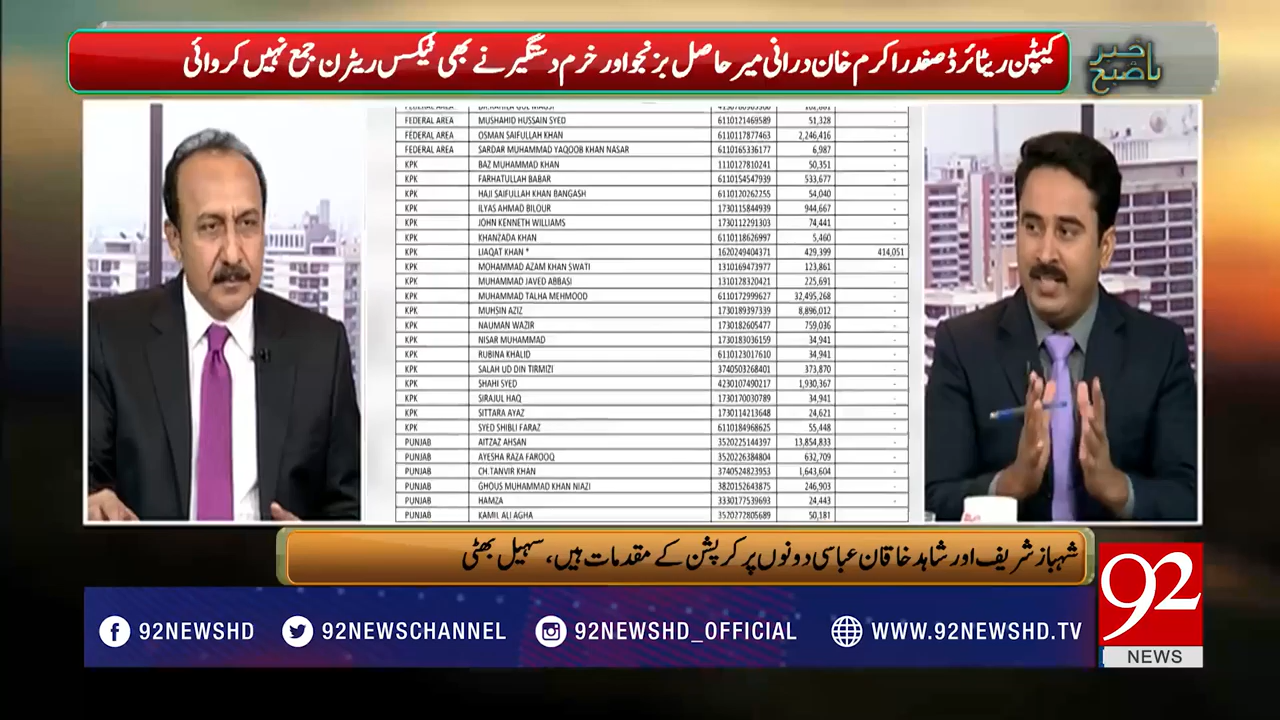 کیپٹن ریٹائرڈ صفدر اکرم خان درانی میر حاصل بزنجو اور خرم دستگیر نے بھی ٹیکس ریٹرن جمع نہیں کروائی
باخبر صبح
FEDERAL AREA MUSHAHID HUSSAIN SYED 6110121469589 51,328 -
FEDERAL AREA OSMAN SAIFULLAH KHAN 6110117877463 2,246,416 -
FEDERAL AREA SARDAR MUHAMMAD YAQOOB KHAN NASAR 6110165336177 6,987 -
KPK BAZ MUHAMMAD KHAN 1110127810241 50,351 -
KPK FARHATULLAH BABAR 6110154547939 533,677 -
KPK HAJI SAIFULLAH KHAN BANGASH 6110120262255 54,040 -
KPK ILYAS AHMAD BILOUR 1730115844939 944,667 -
KPK JOHN KENNETH WILLIAMS 1730112291303 74,441 -
KPK KHANZADA KHAN 6110118626997 5,460 -
KPK LIAQAT KHAN * 1620249404371 429,399 414,051
KPK MOHAMMAD AZAM KHAN SWATI 1310169473977 123,861 -
KPK MUHAMMAD JAVED ABBASI 1310128320421 225,691 -
KPK MUHAMMAD TALHA MEHMOOD 6110172999627 32,495,268 -
KPK MUHSIN AZIZ 1730189397339 8,896,012 -
KPK NAUMAN WAZIR 1730182605477 759,036 -
KPK NISAR MUHAMMAD 1730183036159 34,941 -
KPK RUBINA KHALID 6110123017610 34,941 -
KPK SALAH UD DIN TIRMIZI 3740503268401 373,870 -
KPK SHAHI SYED 4230107490217 1,930,367 -
KPK SIRAJUL HAQ 1730170030789 34,941 -
KPK SITTARA AYAZ 1730114213648 24,621 -
KPK SYED SHIBLI FARAZ 6110184968625 55,448 -
PUNJAB AITZAZ AHSAN 3520225144397 13,854,833 -
PUNJAB AYESHA RAZA FAROOQ 3520226384804 632,709 -
PUNJAB CH.TANVIR KHAN 3740524823953 1,643,604 -
PUNJAB GHOUS MUHAMMAD KHAN NIAZI 3820152643875 246,903 -
PUNJAB HAMZA 3330177539693 24,443 -
PUNJAB KAMIL ALI AGHA 3520272805689 50,181 -
شہباز شریف اور شاہد خاقان عباسی دونوں پر کرپشن کے مقدمات ہیں، سہیل بھٹی
92NEWSHD 92NEWSCHANNEL 92NEWSHD_OFFICIAL WWW.92NEWSHD.TV
92
NEWS